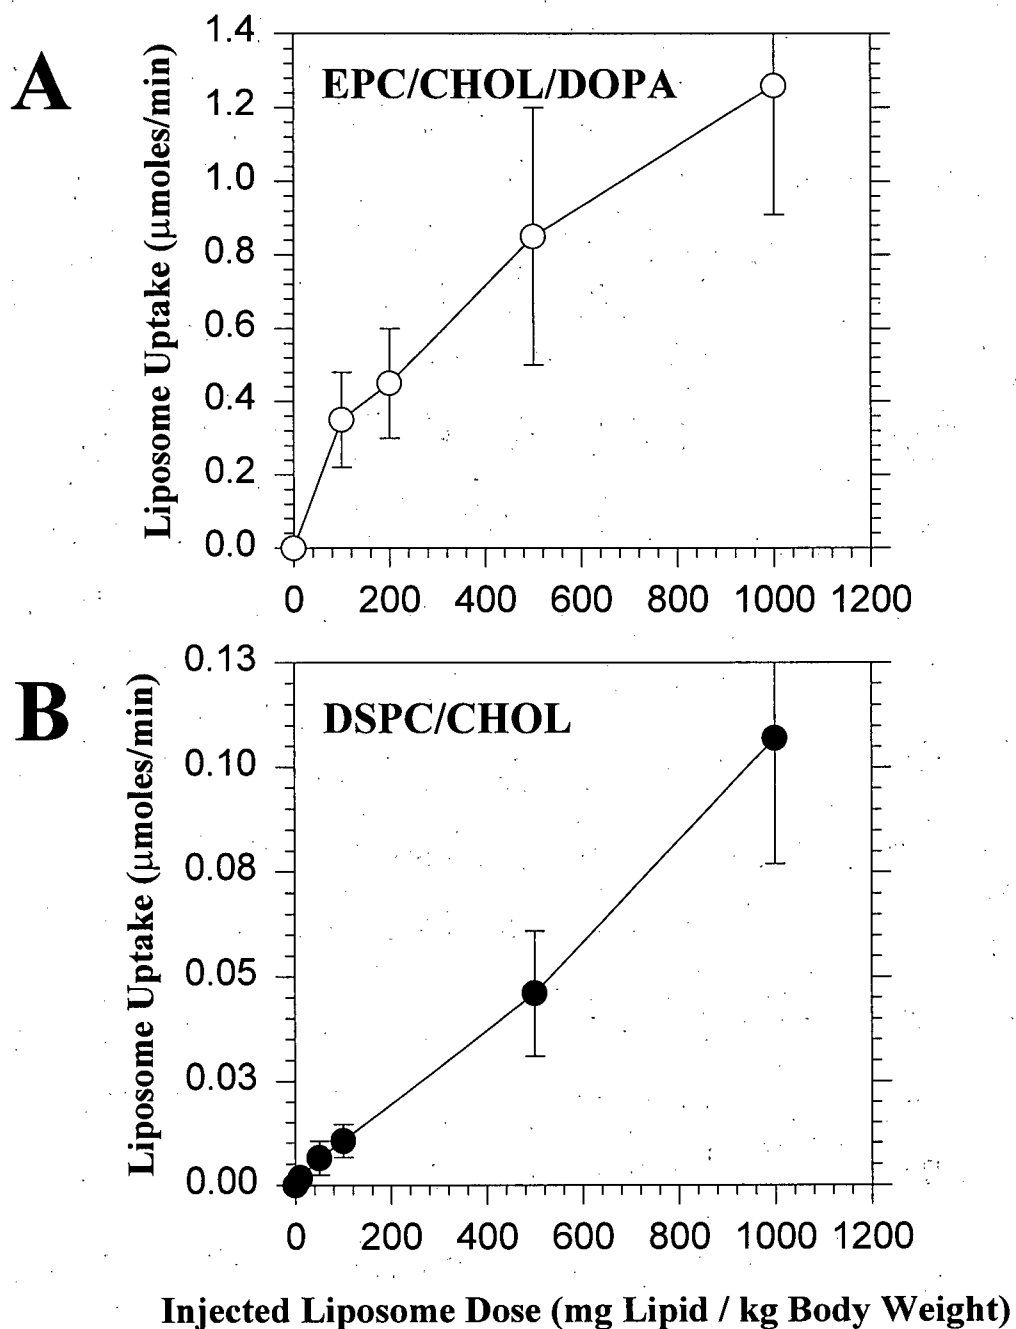 A
EPC/CHOL/DOPA
Liposome Uptake (μmoles/min)
1.4
1.2
1.0
0.8
0.6
0.4
0.2
0.0
0 200 400 600 800 1000 1200
B
DSPC/CHOL
Liposome Uptake (μmoles/min)
0.13
0.10
0.08
0.05
0.03
0.00
0 200 400 600 800 1000 1200
Injected Liposome Dose (mg Lipid / kg Body Weight)